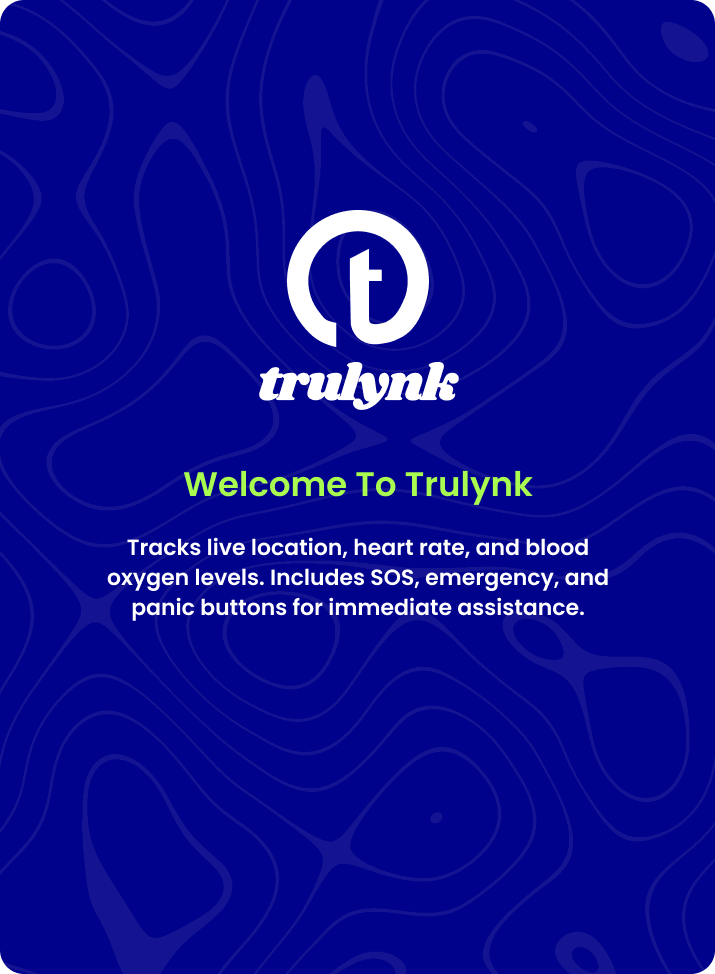 trulynk
Welcome To Trulynk
Tracks live location, heart rate, and blood
oxygen levels. Includes SOS, emergency, and
panic buttons for immediate assistance.